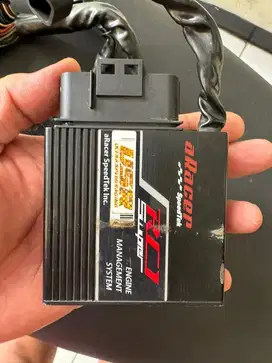 aRacer
SpeedTek
RC1
Super
ENGINE
MANAGEMENT
SYSTEM
aRacer SpeedTek Inc.